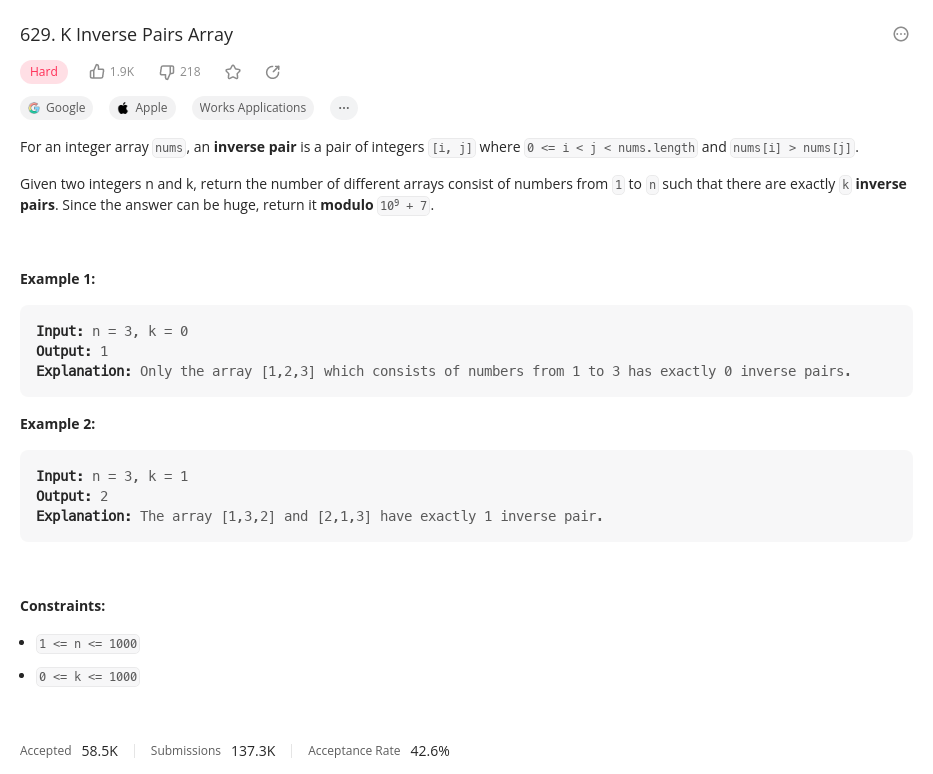 629. K Inverse Pairs Array
Hard 1.9K 218
Google Apple Works Applications ...
For an integer array nums, an inverse pair is a pair of integers [i, j] where 0 <= i < j < nums.length and nums[i] > nums[j].
Given two integers n and k, return the number of different arrays consist of numbers from 1 to n such that there are exactly k inverse
pairs. Since the answer can be huge, return it modulo 10⁹ + 7.
Example 1:
Input: n = 3, k = 0
Output: 1
Explanation: Only the array [1,2,3] which consists of numbers from 1 to 3 has exactly 0 inverse pairs.
Example 2:
Input: n = 3, k = 1
Output: 2
Explanation: The array [1,3,2] and [2,1,3] have exactly 1 inverse pair.
Constraints:
• 1 <= n <= 1000
• 0 <= k <= 1000
Accepted 58.5K Submissions 137.3K Acceptance Rate 42.6%